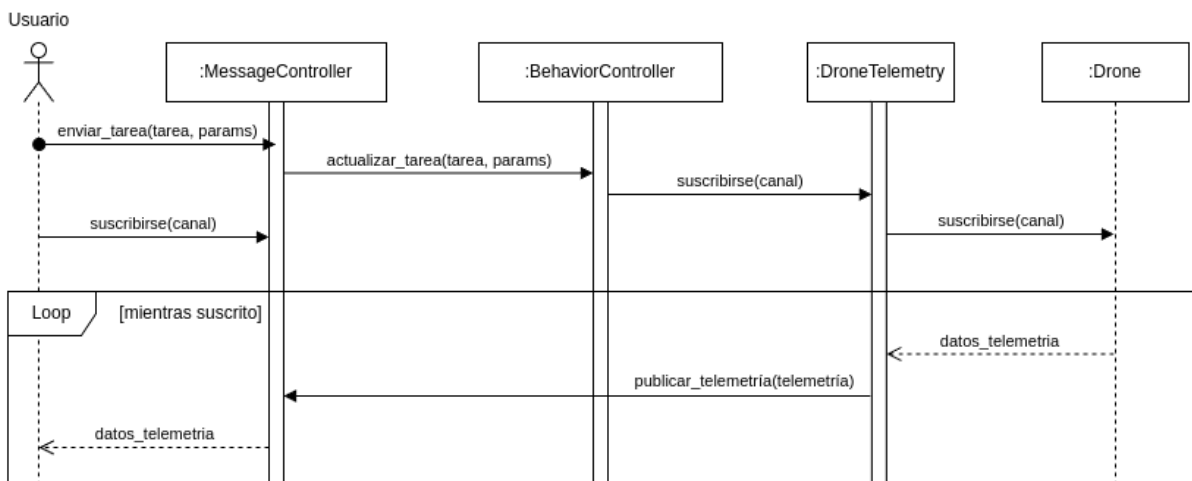 Usuario
:MessageController
:BehaviorController
:DroneTelemetry
:Drone
enviar_tarea(tarea, params)
actualizar_tarea(tarea, params)
suscribirse(canal)
suscribirse(canal)
suscribirse(canal)
Loop
[mientras suscrito]
datos_telemetria
publicar_telemetría(telemetría)
datos_telemetria